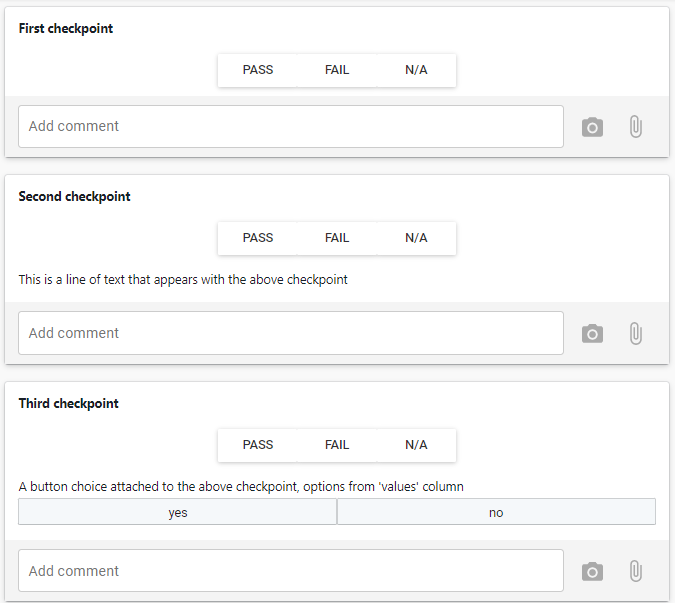 First checkpoint
PASS FAIL N/A
Add comment
Second checkpoint
PASS FAIL N/A
This is a line of text that appears with the above checkpoint
Add comment
Third checkpoint
PASS FAIL N/A
A button choice attached to the above checkpoint, options from 'values' column
yes no
Add comment